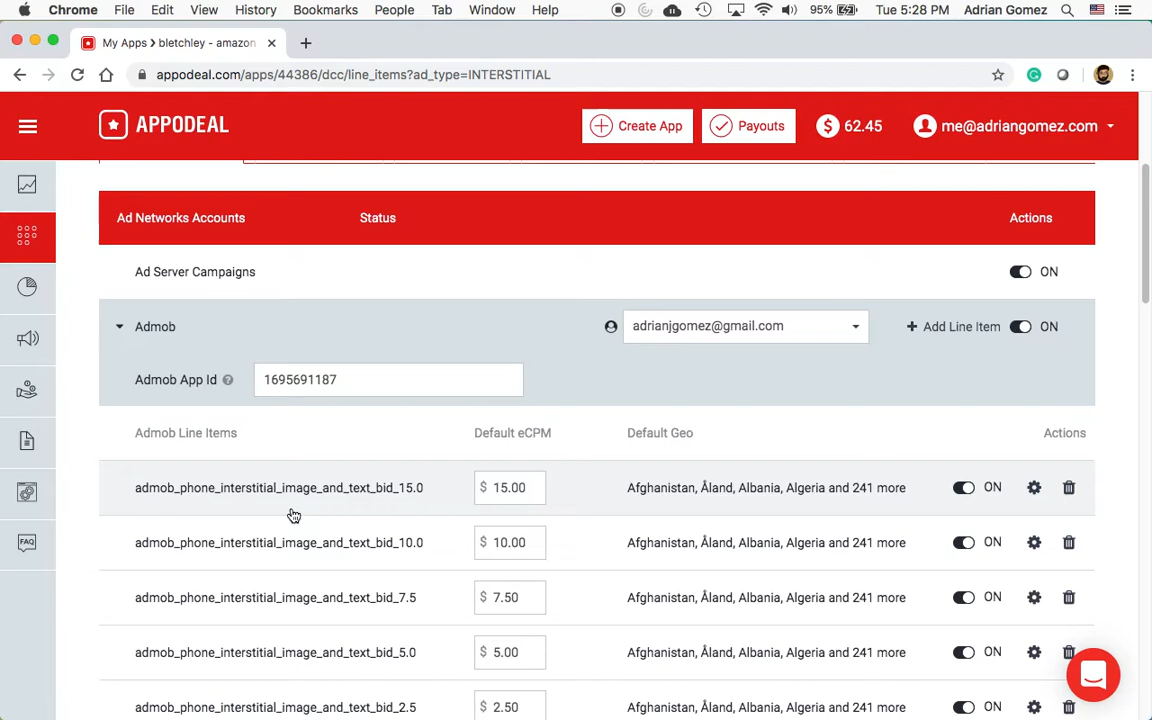 Chrome File Edit View History Bookmarks People Tab Window Help 95% Tue 5:28 PM Adrian Gomez
My Apps ❯ bletchley - amazon
appodeal.com/apps/44386/dcc/line_items?ad_type=INTERSTITIAL
APPODEAL Create App Payouts $ 62.45 me@adriangomez.com
Ad Networks Accounts Status Actions
Ad Server Campaigns ON
Admob adrianjgomez@gmail.com + Add Line Item ON
Admob App Id ? 1695691187
Admob Line Items Default eCPM Default Geo Actions
admob_phone_interstitial_image_and_text_bid_15.0 $ 15.00 Afghanistan, Åland, Albania, Algeria and 241 more ON
admob_phone_interstitial_image_and_text_bid_10.0 $ 10.00 Afghanistan, Åland, Albania, Algeria and 241 more ON
admob_phone_interstitial_image_and_text_bid_7.5 $ 7.50 Afghanistan, Åland, Albania, Algeria and 241 more ON
FAQ
admob_phone_interstitial_image_and_text_bid_5.0 $ 5.00 Afghanistan, Åland, Albania, Algeria and 241 more ON
admob_phone_interstitial_image_and_text_bid_2.5 $ 2.50 Afghanistan, Åland, Albania, Algeria and 241 more ON